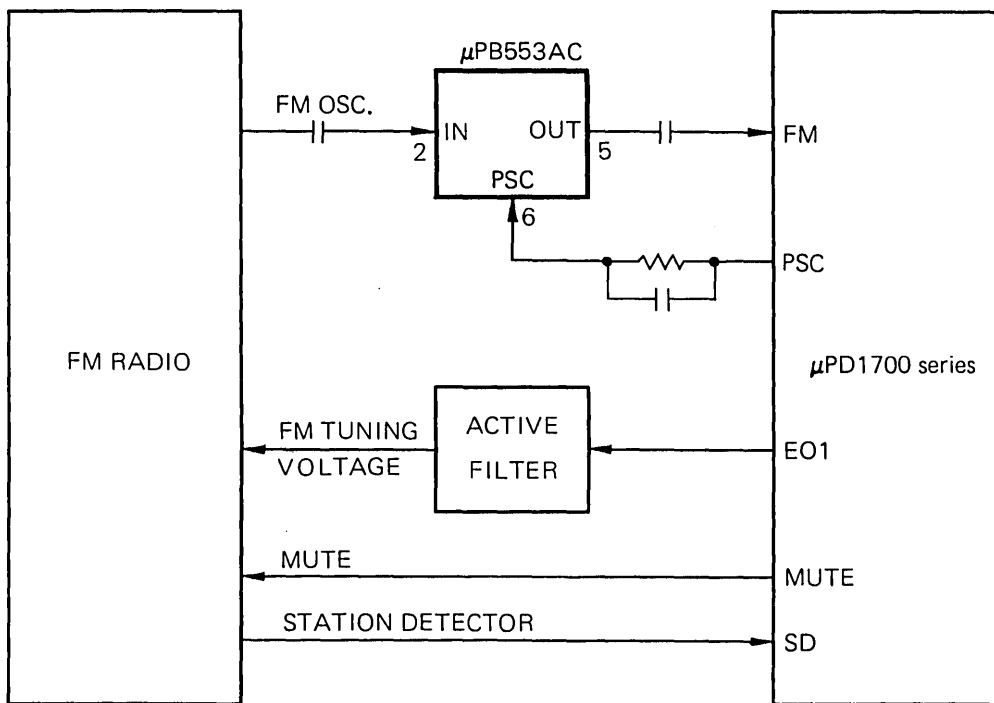 μPB553AC
FM OSC.
IN
OUT
2
5
PSC
6
FM
PSC
FM RADIO
μPD1700 series
FM TUNING
VOLTAGE
ACTIVE
FILTER
EO1
MUTE
MUTE
STATION DETECTOR
SD